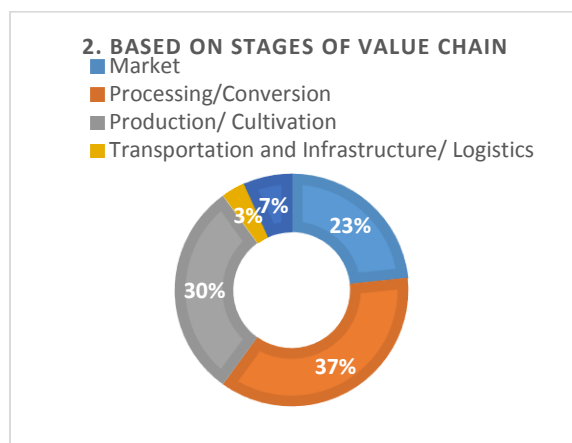 2. BASED ON STAGES OF VALUE CHAIN
Market
Processing/Conversion
Production/ Cultivation
Transportation and Infrastructure/ Logistics
3%
7%
23%
30%
37%